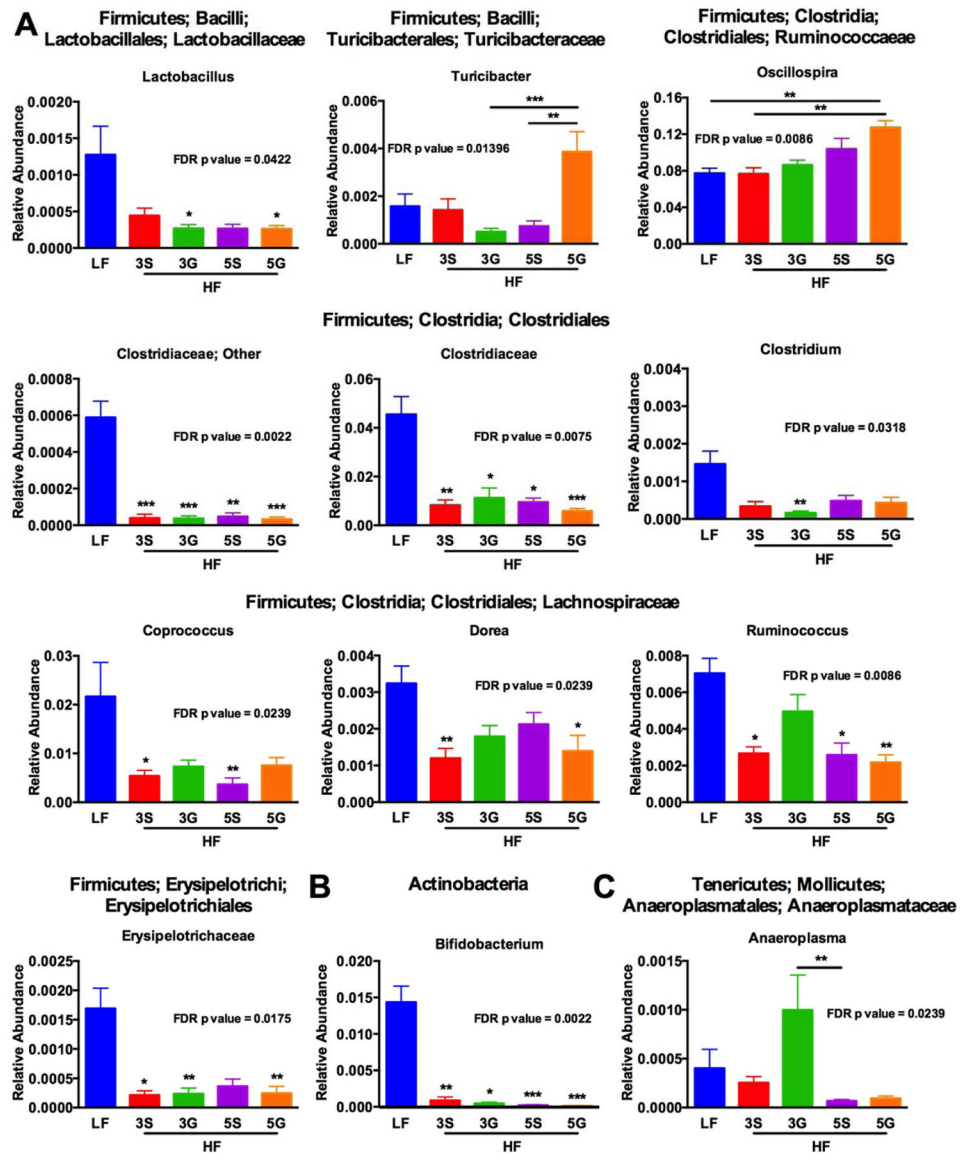 A
Firmicutes; Bacilli;
Lactobacillales; Lactobacillaceae
Lactobacillus
Relative Abundance
0.0020
0.0015
0.0010
0.0005
0.0000
FDR p value = 0.0422
* *
LF 3S 3G 5S 5G
HF
Firmicutes; Bacilli;
Turicibacterales; Turicibacteraceae
Turicibacter
Relative Abundance
0.006
0.004
0.002
0.000
***
**
FDR p value = 0.01396
LF 3S 3G 5S 5G
HF
Firmicutes; Clostridia;
Clostridiales; Ruminococcaeae
Oscillospira
Relative Abundance
0.16
0.12
0.08
0.04
0.00
**
**
FDR p value = 0.0086
LF 3S 3G 5S 5G
HF
Firmicutes; Clostridia; Clostridiales
Clostridiaceae; Other
Relative Abundance
0.0008
0.0006
0.0004
0.0002
0.0000
FDR p value = 0.0022
*** *** ** ***
LF 3S 3G 5S 5G
HF
Clostridiaceae
Relative Abundance
0.06
0.04
0.02
0.00
FDR p value = 0.0075
** * * ***
LF 3S 3G 5S 5G
HF
Clostridium
Relative Abundance
0.004
0.003
0.002
0.001
0.000
FDR p value = 0.0318
**
LF 3S 3G 5S 5G
HF
Firmicutes; Clostridia; Clostridiales; Lachnospiraceae
Coprococcus
Relative Abundance
0.03
0.02
0.01
0.00
FDR p value = 0.0239
* **
LF 3S 3G 5S 5G
HF
Dorea
Relative Abundance
0.004
0.003
0.002
0.001
0.000
FDR p value = 0.0239
** *
LF 3S 3G 5S 5G
HF
Ruminococcus
Relative Abundance
0.008
0.006
0.004
0.002
0.000
FDR p value = 0.0086
* * **
LF 3S 3G 5S 5G
HF
Firmicutes; Erysipelotrichi;
Erysipelotrichiales
Erysipelotrichaceae
Relative Abundance
0.0025
0.0020
0.0015
0.0010
0.0005
0.0000
FDR p value = 0.0175
* ** **
LF 3S 3G 5S 5G
HF
B
Actinobacteria
Bifidobacterium
Relative Abundance
0.020
0.015
0.010
0.005
0.000
FDR p value = 0.0022
** * *** ***
LF 3S 3G 5S 5G
HF
C
Tenericutes; Mollicutes;
Anaeroplasmatales; Anaeroplasmataceae
Anaeroplasma
Relative Abundance
0.0015
0.0010
0.0005
0.0000
**
FDR p value = 0.0239
LF 3S 3G 5S 5G
HF